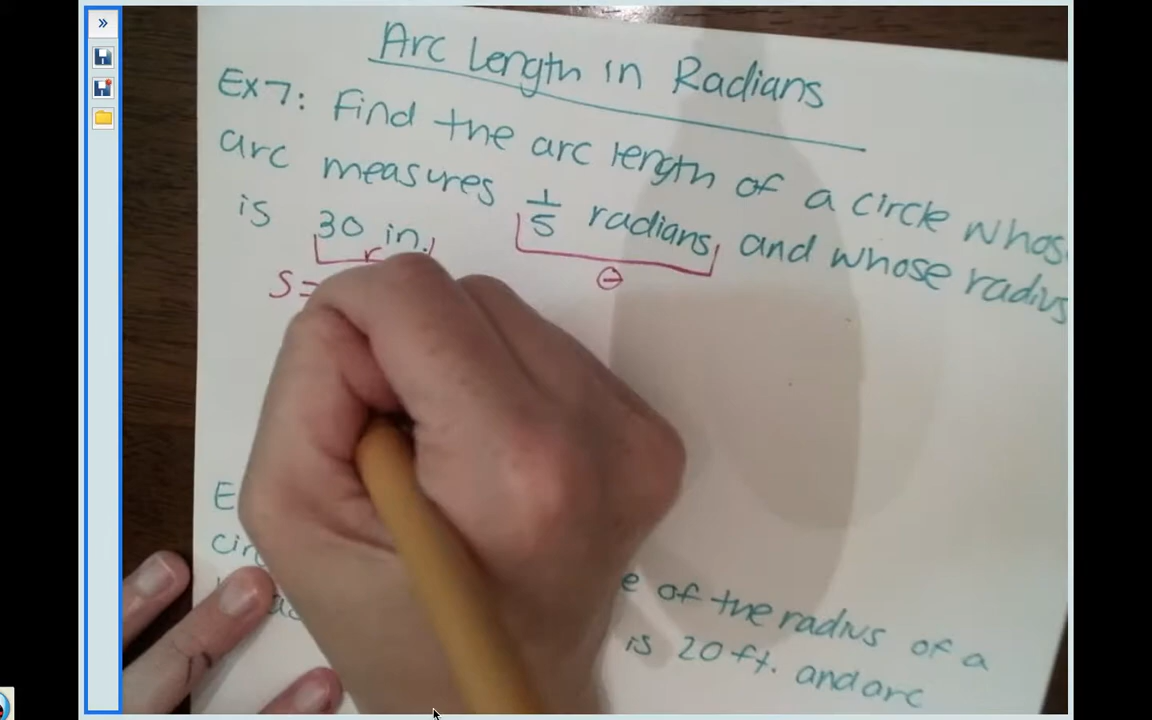 Arc Length in Radians
Ex7: Find the arc length of a circle whos
arc measures 1/5 radians, and whose radius
is 30 in.
r
θ
S=
e of the radius of a
is 20 ft. and arc